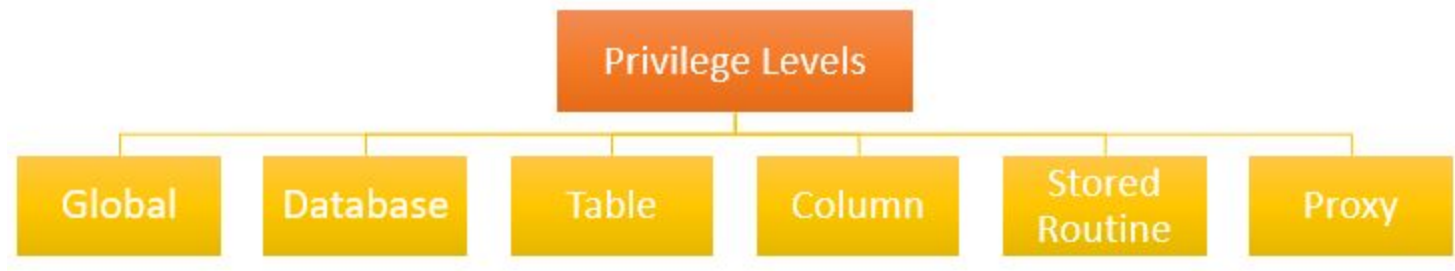 Privilege Levels
Global
Database
Table
Column
Stored
Routine
Proxy